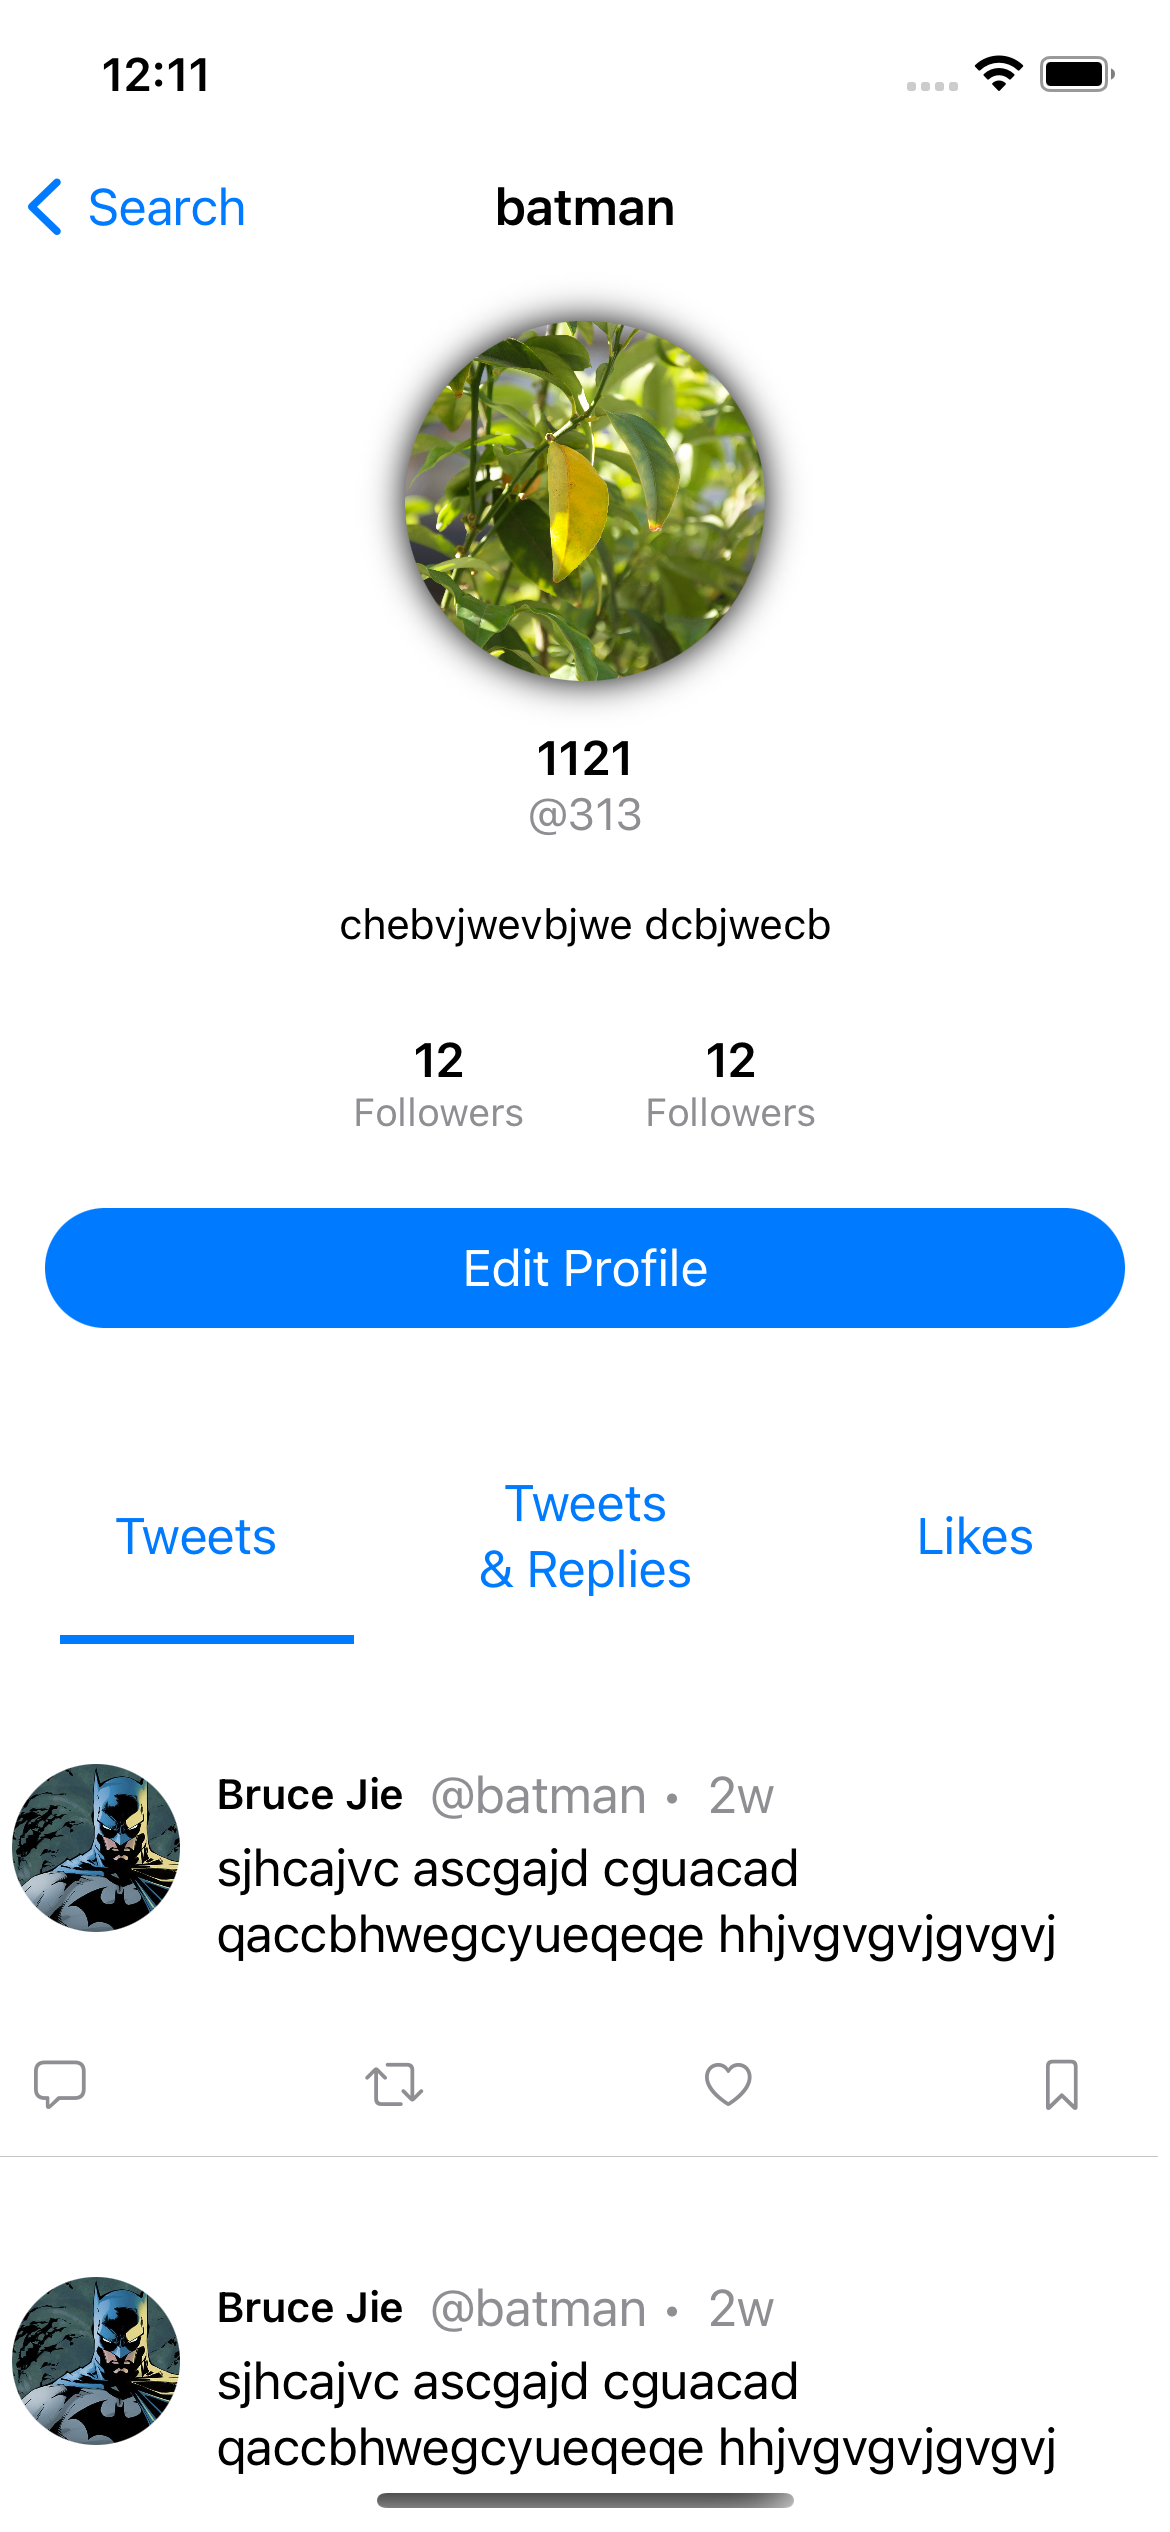 12:11
Search
batman
1121
@313
chebvjwevbjwe dcbjwecb
12 12
Followers Followers
Edit Profile
Tweets
Tweets
& Replies
Likes
Bruce Jie @batman • 2w
sjhcajvc ascgajd cguacad
qaccbhwegcyueqeqe hhjvgvgvjgvgvj
Bruce Jie @batman • 2w
sjhcajvc ascgajd cguacad
qaccbhwegcyueqeqe hhjvgvgvjgvgvj